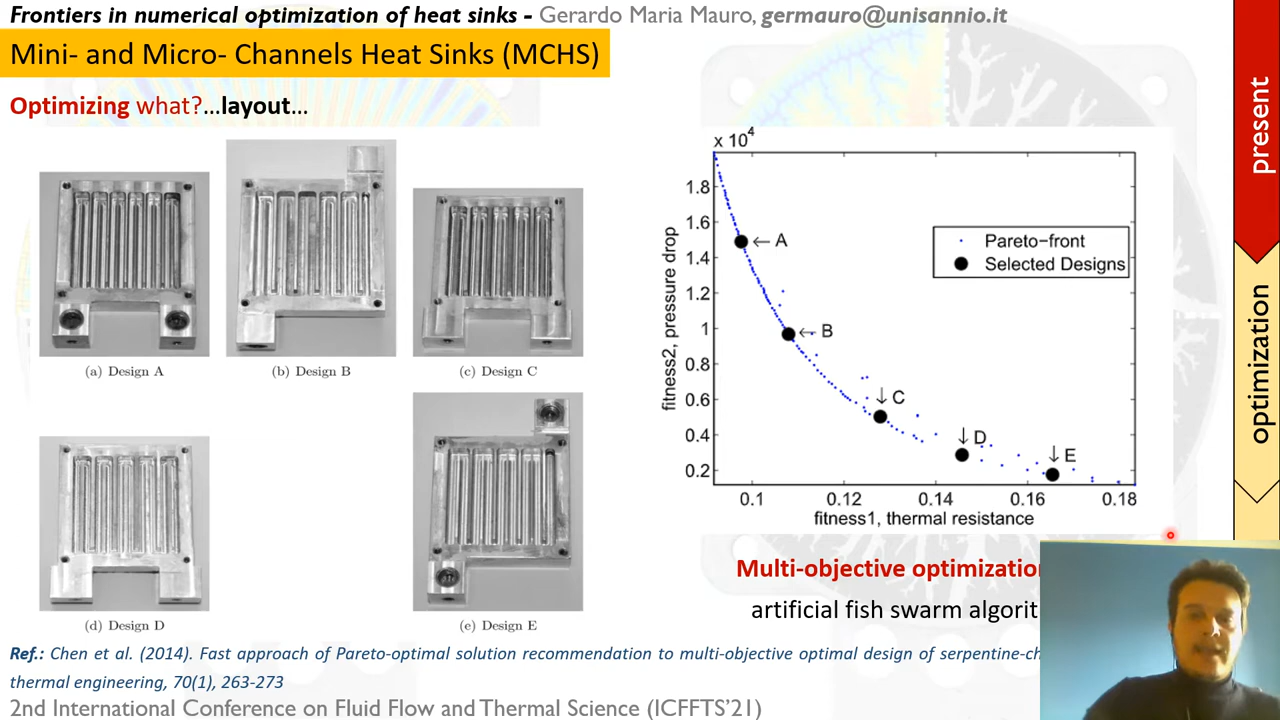 Frontiers in numerical optimization of heat sinks - Gerardo Maria Mauro, germauro@unisannio.it
Mini- and Micro- Channels Heat Sinks (MCHS)
Optimizing what?...layout...
(a) Design A
(b) Design B
(c) Design C
(d) Design D
(e) Design E
x 10⁴
1.8
1.6
1.4
1.2
1
0.8
0.6
0.4
0.2
fitness2, pressure drop
← A
← B
↓ C
↓ D
↓ E
Pareto-front
Selected Designs
0.1 0.12 0.14 0.16 0.18
fitness1, thermal resistance
Multi-objective optimization
artificial fish swarm algorit
present
optimization
Ref.: Chen et al. (2014). Fast approach of Pareto-optimal solution recommendation to multi-objective optimal design of serpentine-ch
thermal engineering, 70(1), 263-273
2nd International Conference on Fluid Flow and Thermal Science (ICFFTS'21)